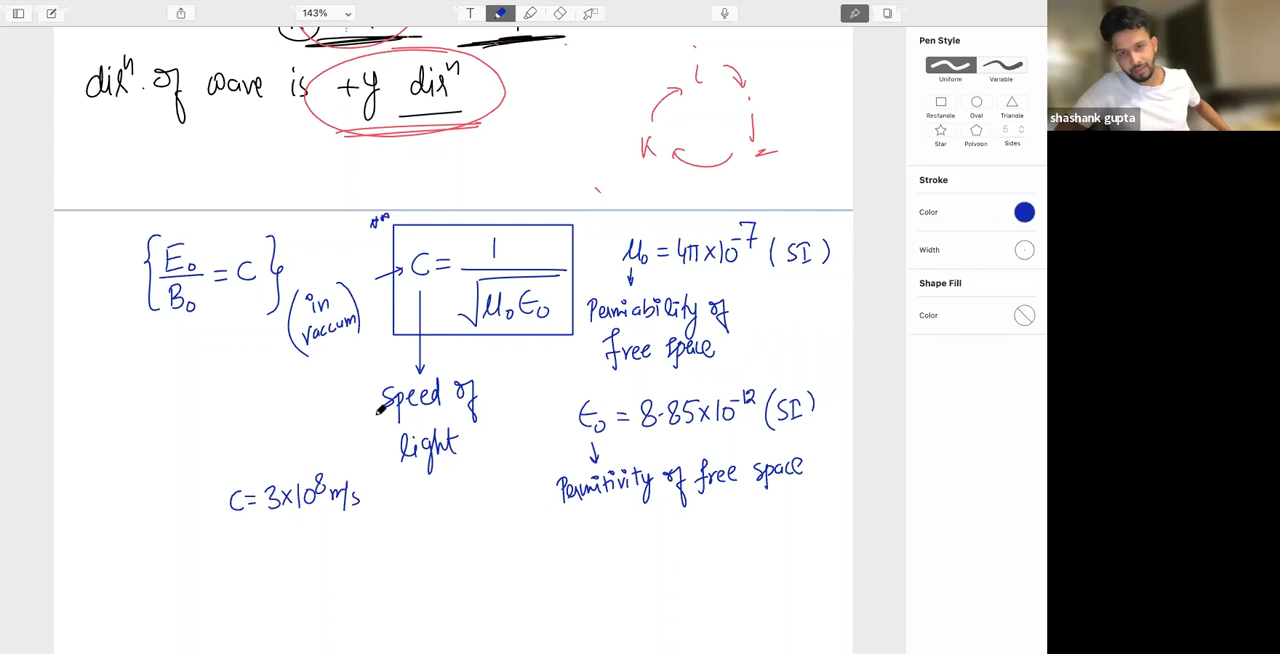 143%
T
dirⁿ. of wave is +y dirⁿ
i
j
K
{E₀/B₀ = C}
(in vaccum)
C = 1/√μ₀ε₀
μ₀ = 4π×10⁻⁷ (SI)
Permiability of
free space
Speed of
light
ε₀ = 8.85×10⁻¹² (SI)
Permitivity of free space
C = 3×10⁸ m/s
Pen Style
Uniform Variable
Rectangle Oval Triangle
Star Polygon Sides
5
Stroke
Color
Width
Shape Fill
Color
shashank gupta